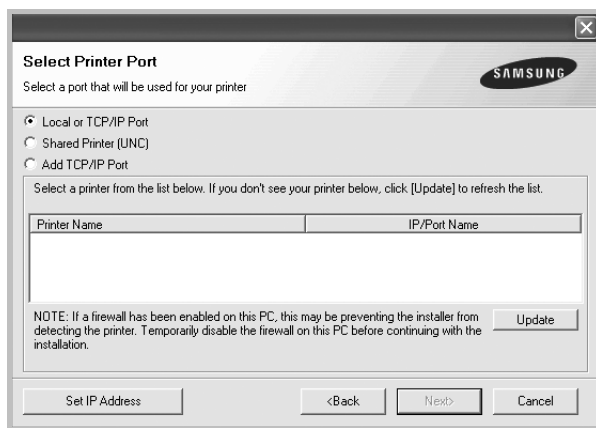 Select Printer Port
Select a port that will be used for your printer
SAMSUNG
Local or TCP/IP Port
Shared Printer (UNC)
Add TCP/IP Port
Select a printer from the list below. If you don't see your printer below, click [Update] to refresh the list.
Printer Name IP/Port Name
NOTE: If a firewall has been enabled on this PC, this may be preventing the installer from
detecting the printer. Temporarily disable the firewall on this PC before continuing with the
installation.
Update
Set IP Address <Back Next> Cancel